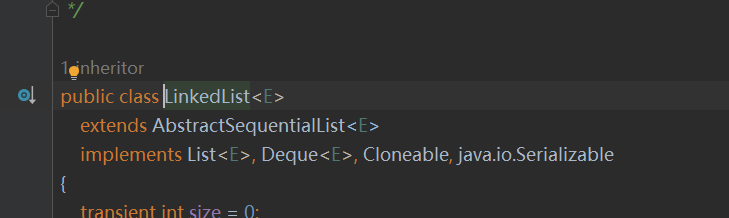 */
1 inheritor
public class LinkedList<E>
extends AbstractSequentialList<E>
implements List<E>, Deque<E>, Cloneable, java.io.Serializable
{
transient int size = 0;